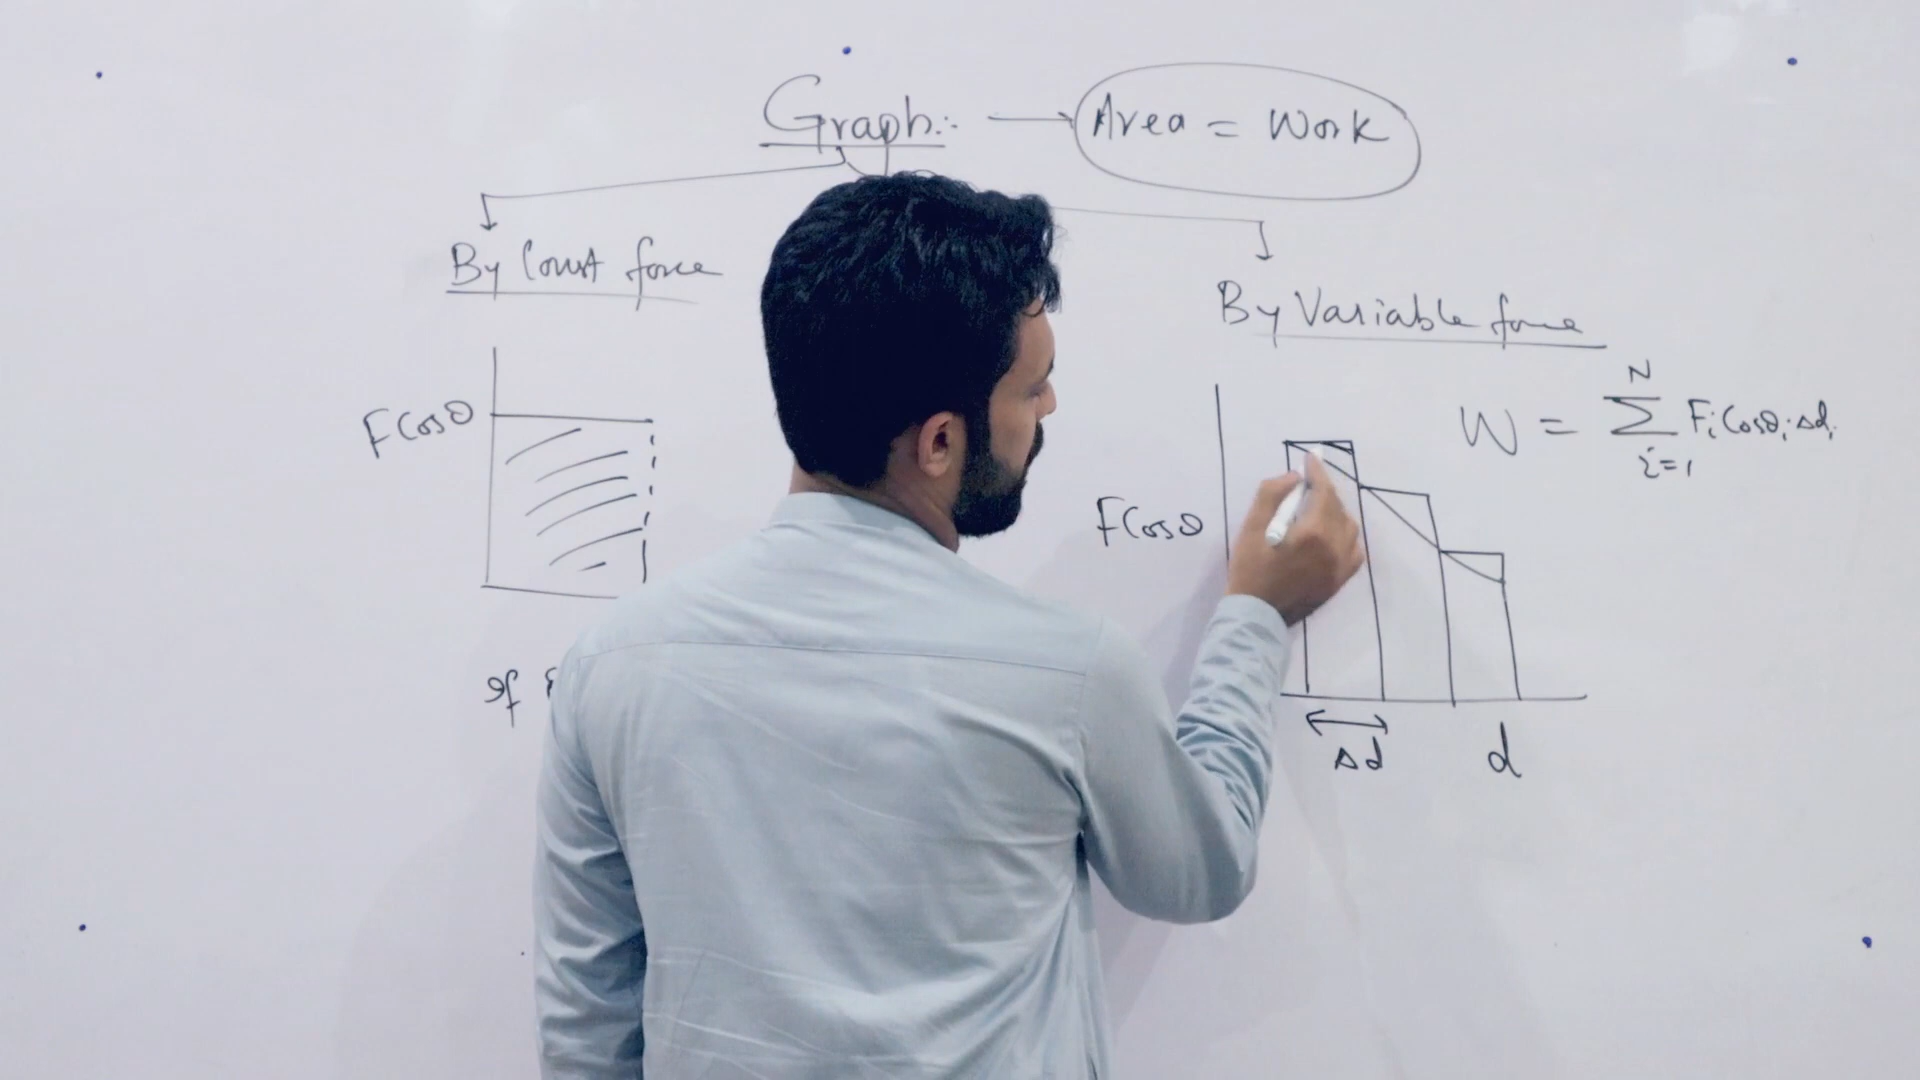 Graph:- → Area = Work
By Const force
By Variable force
F Cosθ
W = Σ N i=1 Fi Cosθi Δdi
F Cosθ
Δd
d